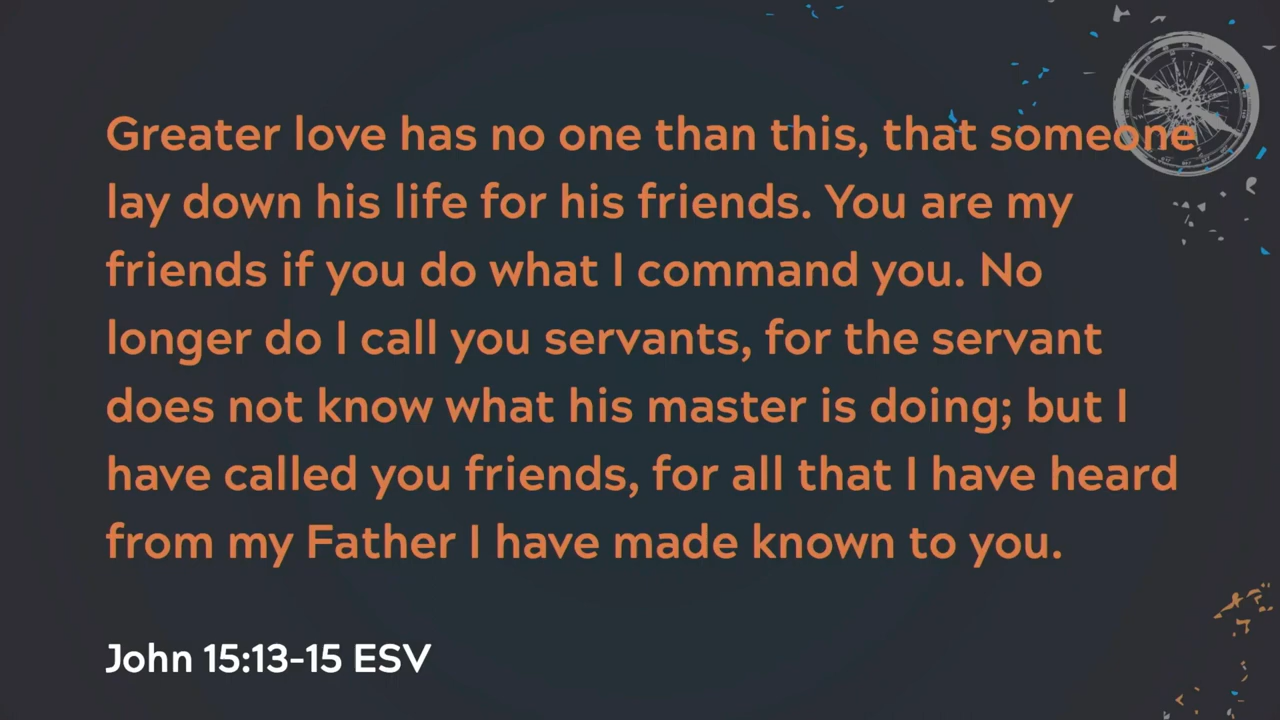 Greater love has no one than this, that someone
lay down his life for his friends. You are my
friends if you do what I command you. No
longer do I call you servants, for the servant
does not know what his master is doing; but I
have called you friends, for all that I have heard
from my Father I have made known to you.
John 15:13-15 ESV